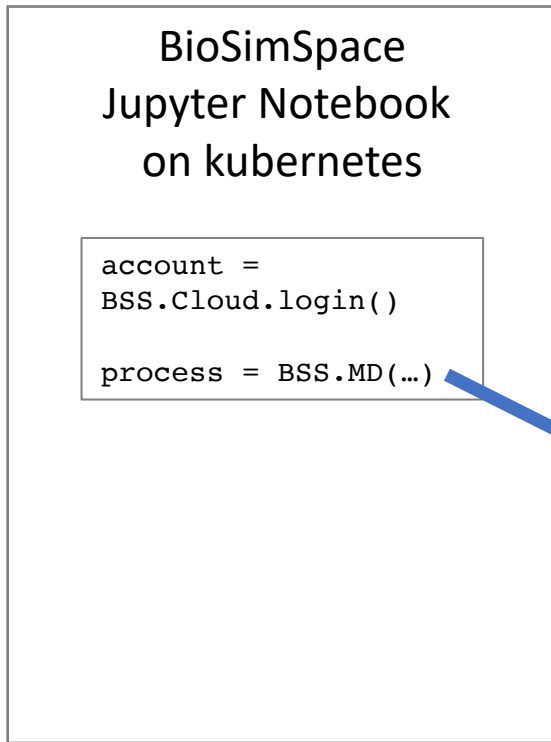 BioSimSpace
Jupyter Notebook
on kubernetes
account =
BSS.Cloud.login()
process = BSS.MD(…)